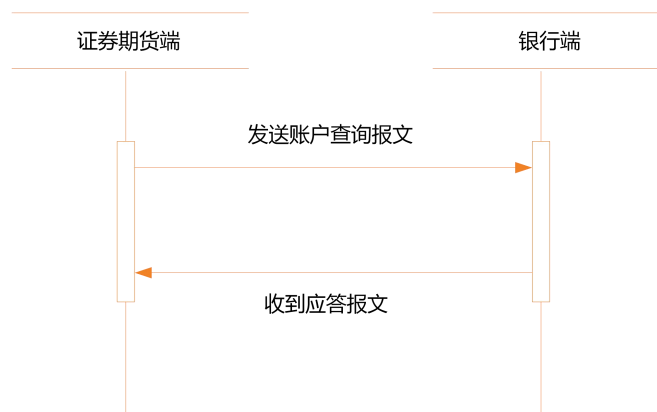 证券期货端
银行端
发送账户查询报文
收到应答报文